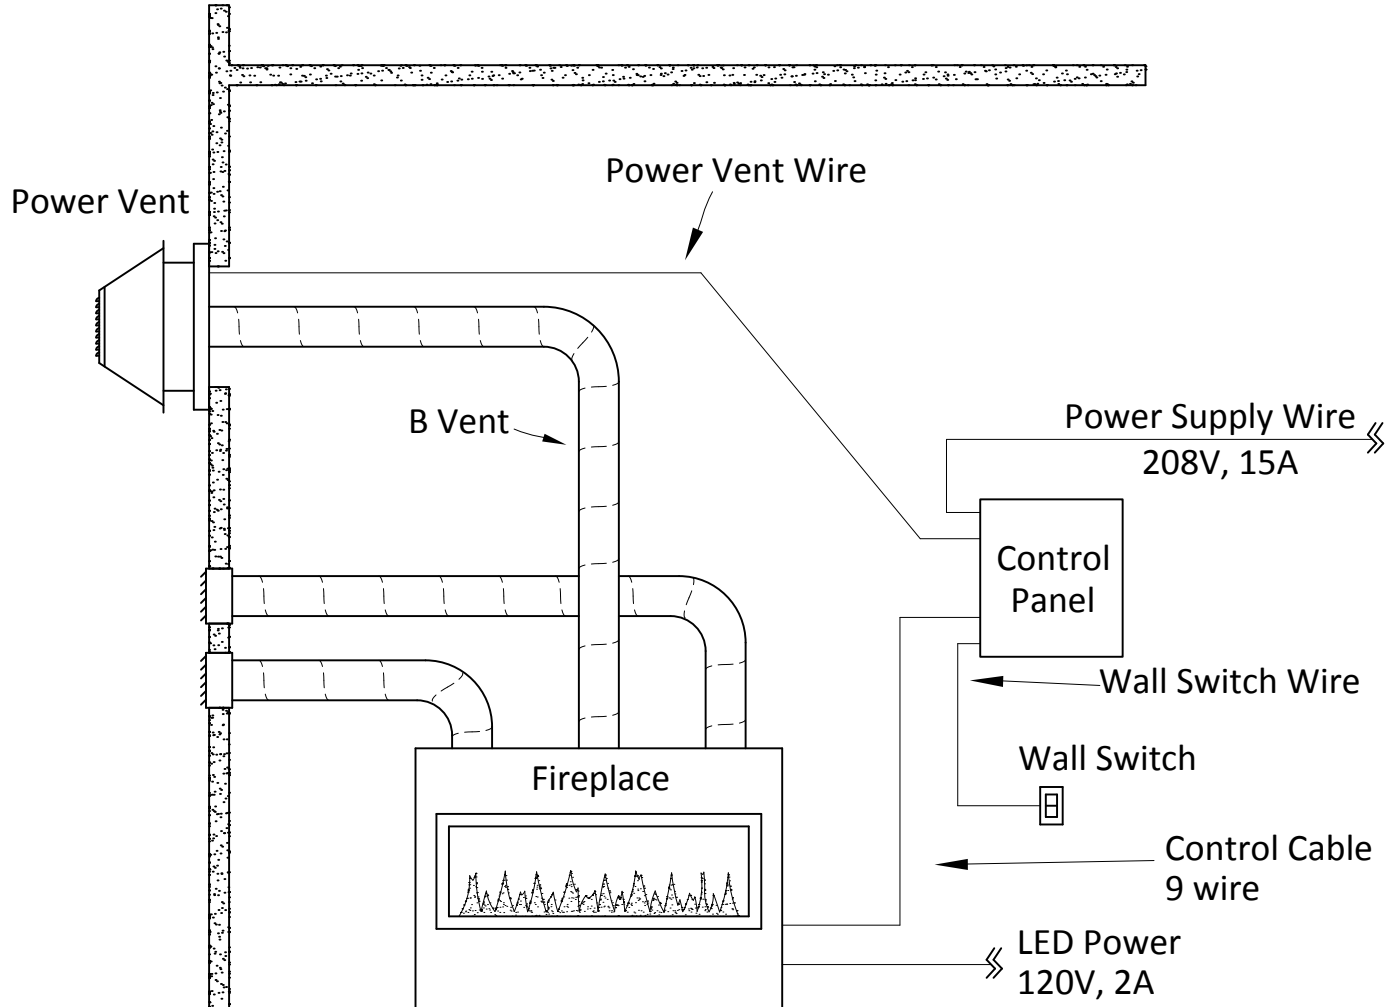 Power Vent Wire
Power Vent
B Vent
Power Supply Wire
208V, 15A
Control
Panel
Wall Switch Wire
Wall Switch
Fireplace
Control Cable
9 wire
LED Power
120V, 2A